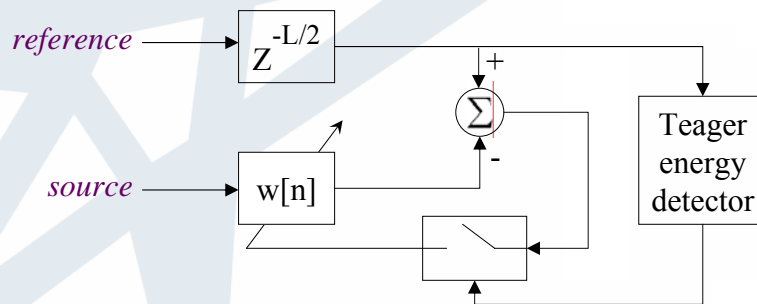 reference
Z-L/2
+
Σ
Teager
energy
detector
-
source
w[n]